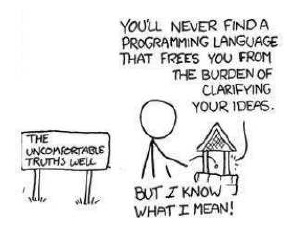 YOU'LL NEVER FIND A
PROGRAMMING LANGUAGE
THAT FREES YOU FROM
THE BURDEN OF
CLARIFYING
YOUR IDEAS.
THE
UNCOMFORTABLE
TRUTHS WELL
BUT I KNOW
WHAT I MEAN!